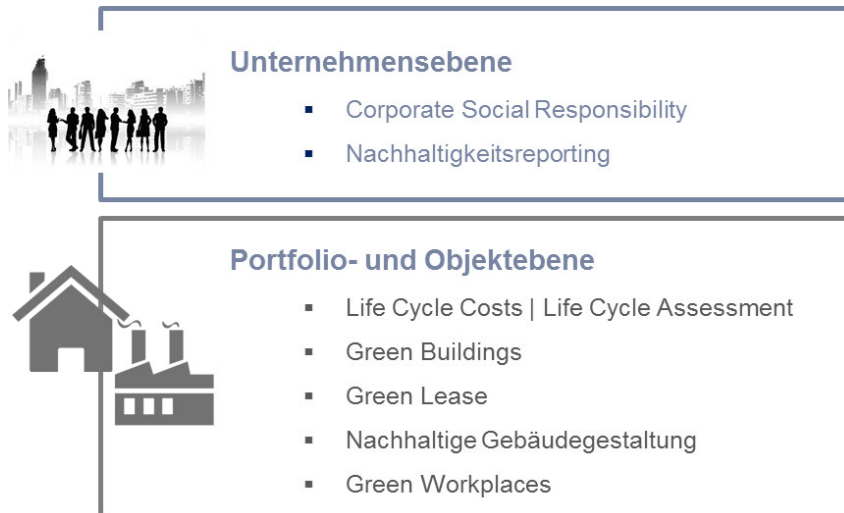 Unternehmensebene
▪ Corporate Social Responsibility
▪ Nachhaltigkeitsreporting
Portfolio- und Objektebene
▪ Life Cycle Costs | Life Cycle Assessment
▪ Green Buildings
▪ Green Lease
▪ Nachhaltige Gebäudegestaltung
▪ Green Workplaces